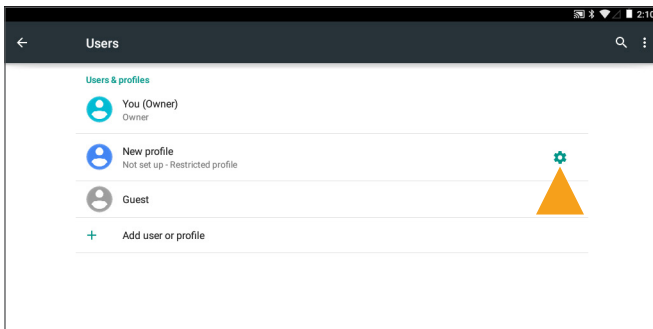 2:10
Users
Users & profiles
You (Owner)
Owner
New profile
Not set up - Restricted profile
Guest
Add user or profile